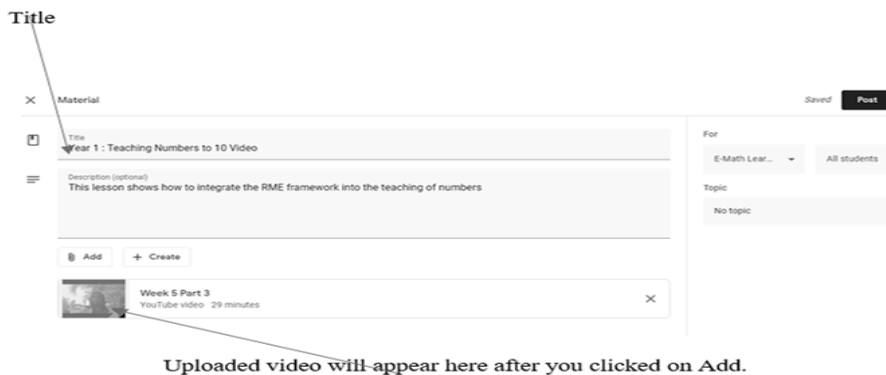 Title
Material
Saved
Post
Title
Year 1 : Teaching Numbers to 10 Video
Description (optional)
This lesson shows how to integrate the RME framework into the teaching of numbers
Add
Create
Week 5 Part 3
YouTube video 29 minutes
For
E-Math Lear...
All students
Topic
No topic
Uploaded video will appear here after you clicked on Add.